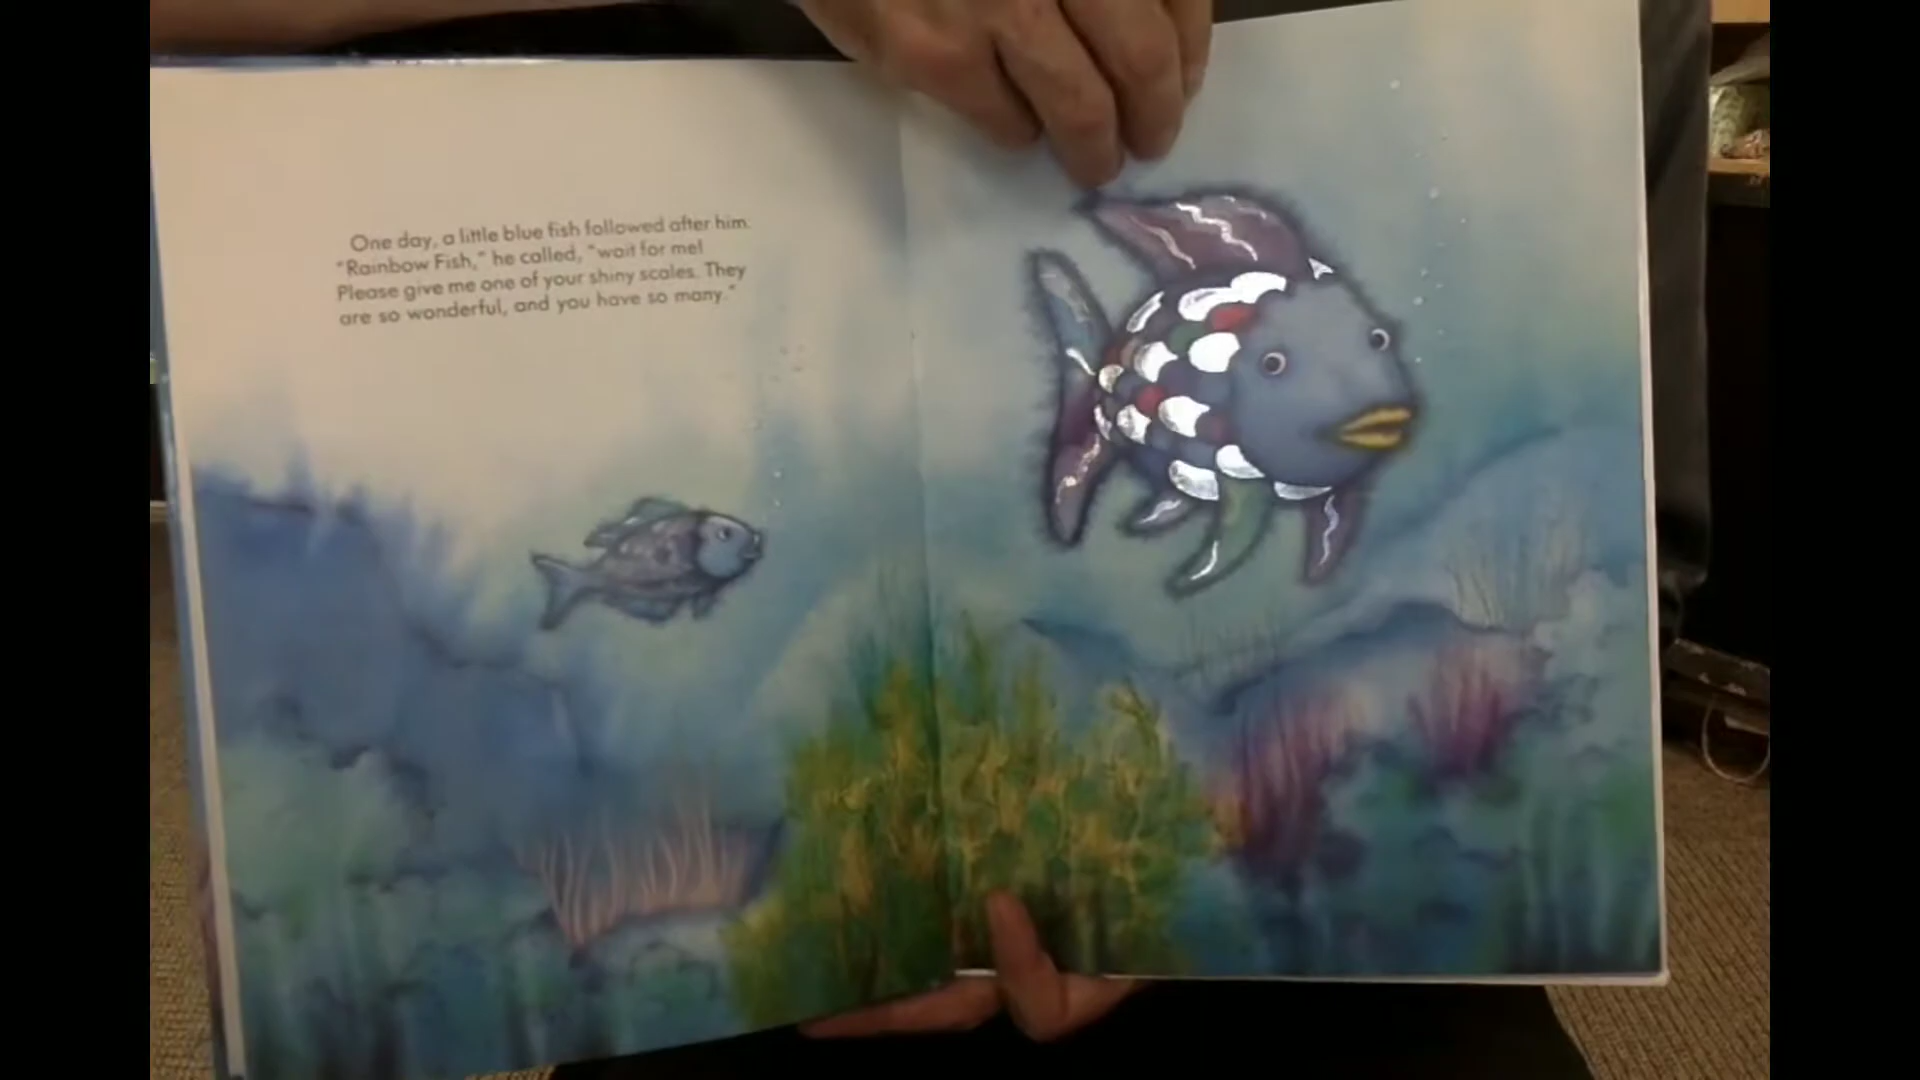 One day, a little blue fish followed after him.
"Rainbow Fish," he called, "wait for me!
Please give me one of your shiny scales. They
are so wonderful, and you have so many."